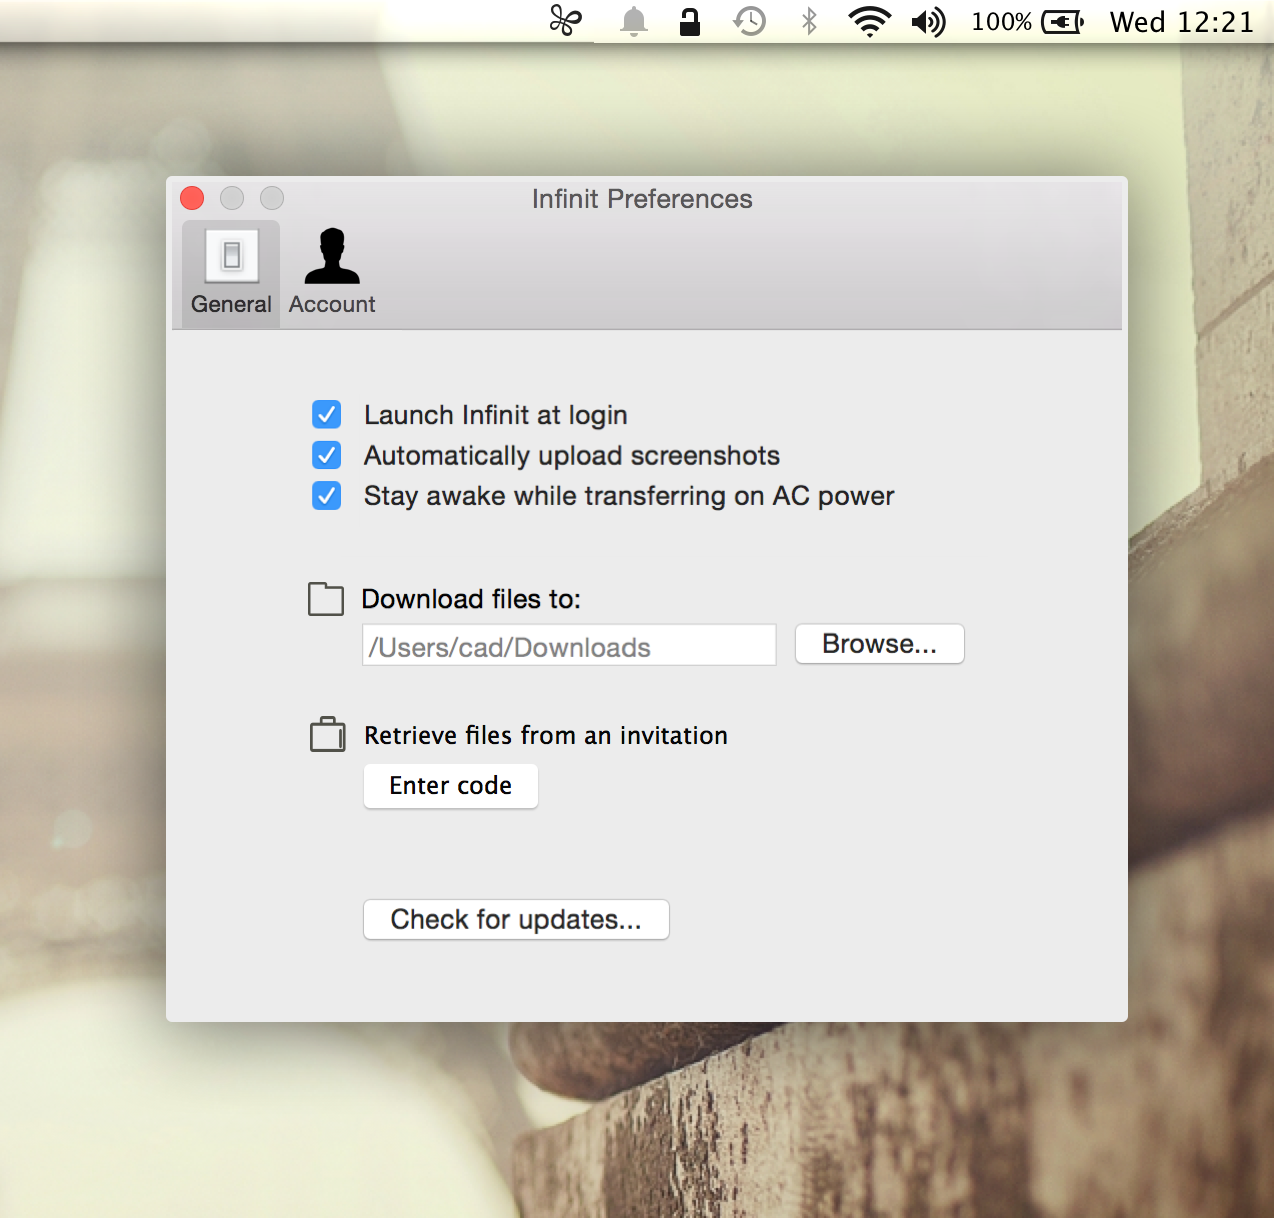 100% Wed 12:21
Infinit Preferences
General Account
Launch Infinit at login
Automatically upload screenshots
Stay awake while transferring on AC power
Download files to:
/Users/cad/Downloads Browse...
Retrieve files from an invitation
Enter code
Check for updates...